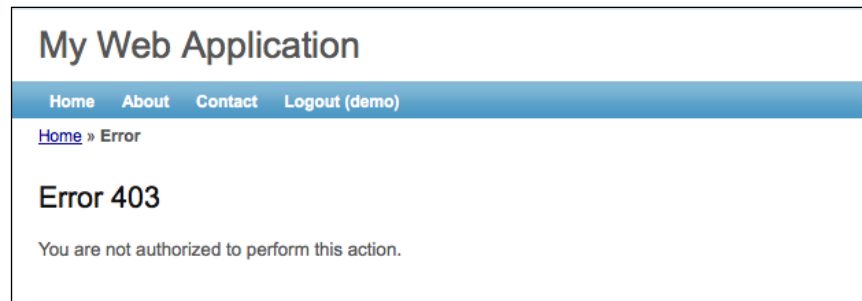 My Web Application
Home About Contact Logout (demo)
Home » Error
Error 403
You are not authorized to perform this action.